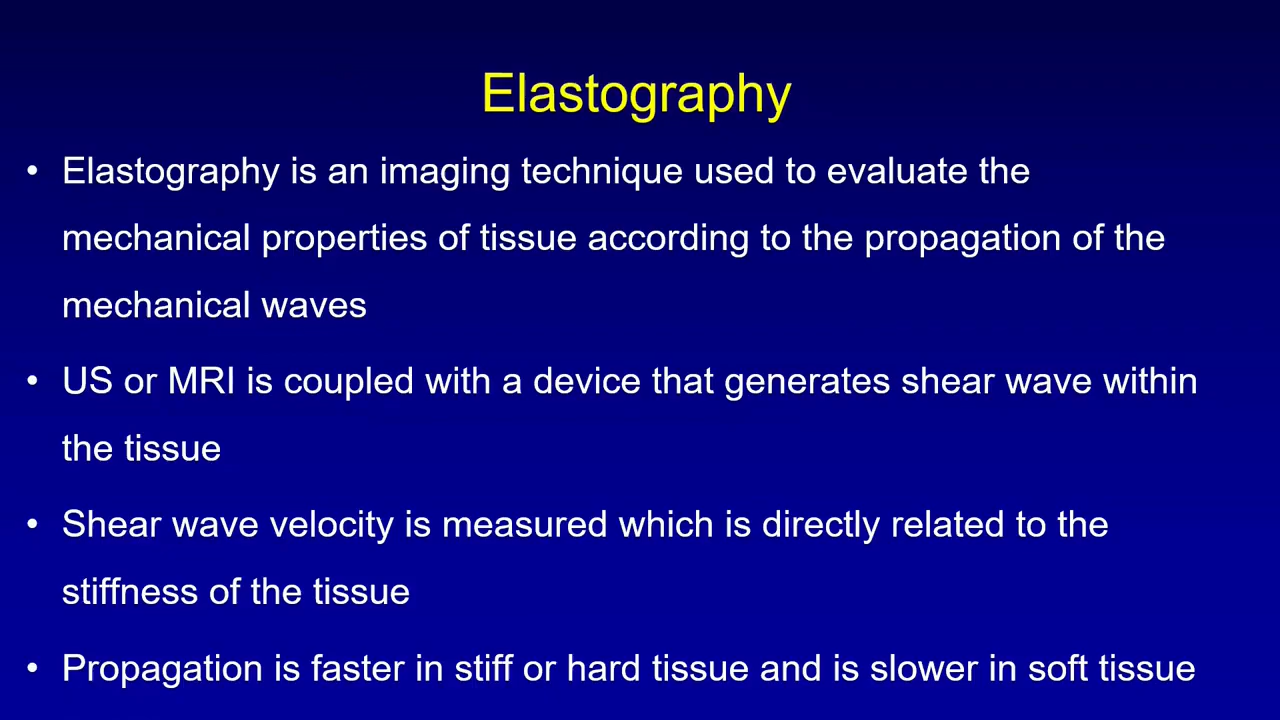 Elastography
• Elastography is an imaging technique used to evaluate the
mechanical properties of tissue according to the propagation of the
mechanical waves
• US or MRI is coupled with a device that generates shear wave within
the tissue
• Shear wave velocity is measured which is directly related to the
stiffness of the tissue
• Propagation is faster in stiff or hard tissue and is slower in soft tissue